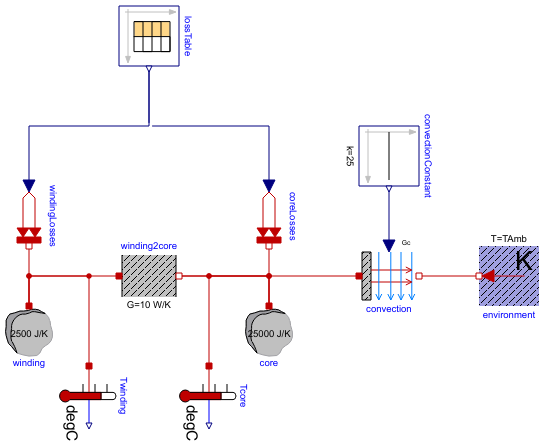 lossTable
convectionConstant
k=25
windingLosses
coreLosses
Gc
T=TAmb
K
winding2core
G=10 W/K
convection
environment
2500 J/K
25000 J/K
winding
core
Twinding
Tcore
degC
degC